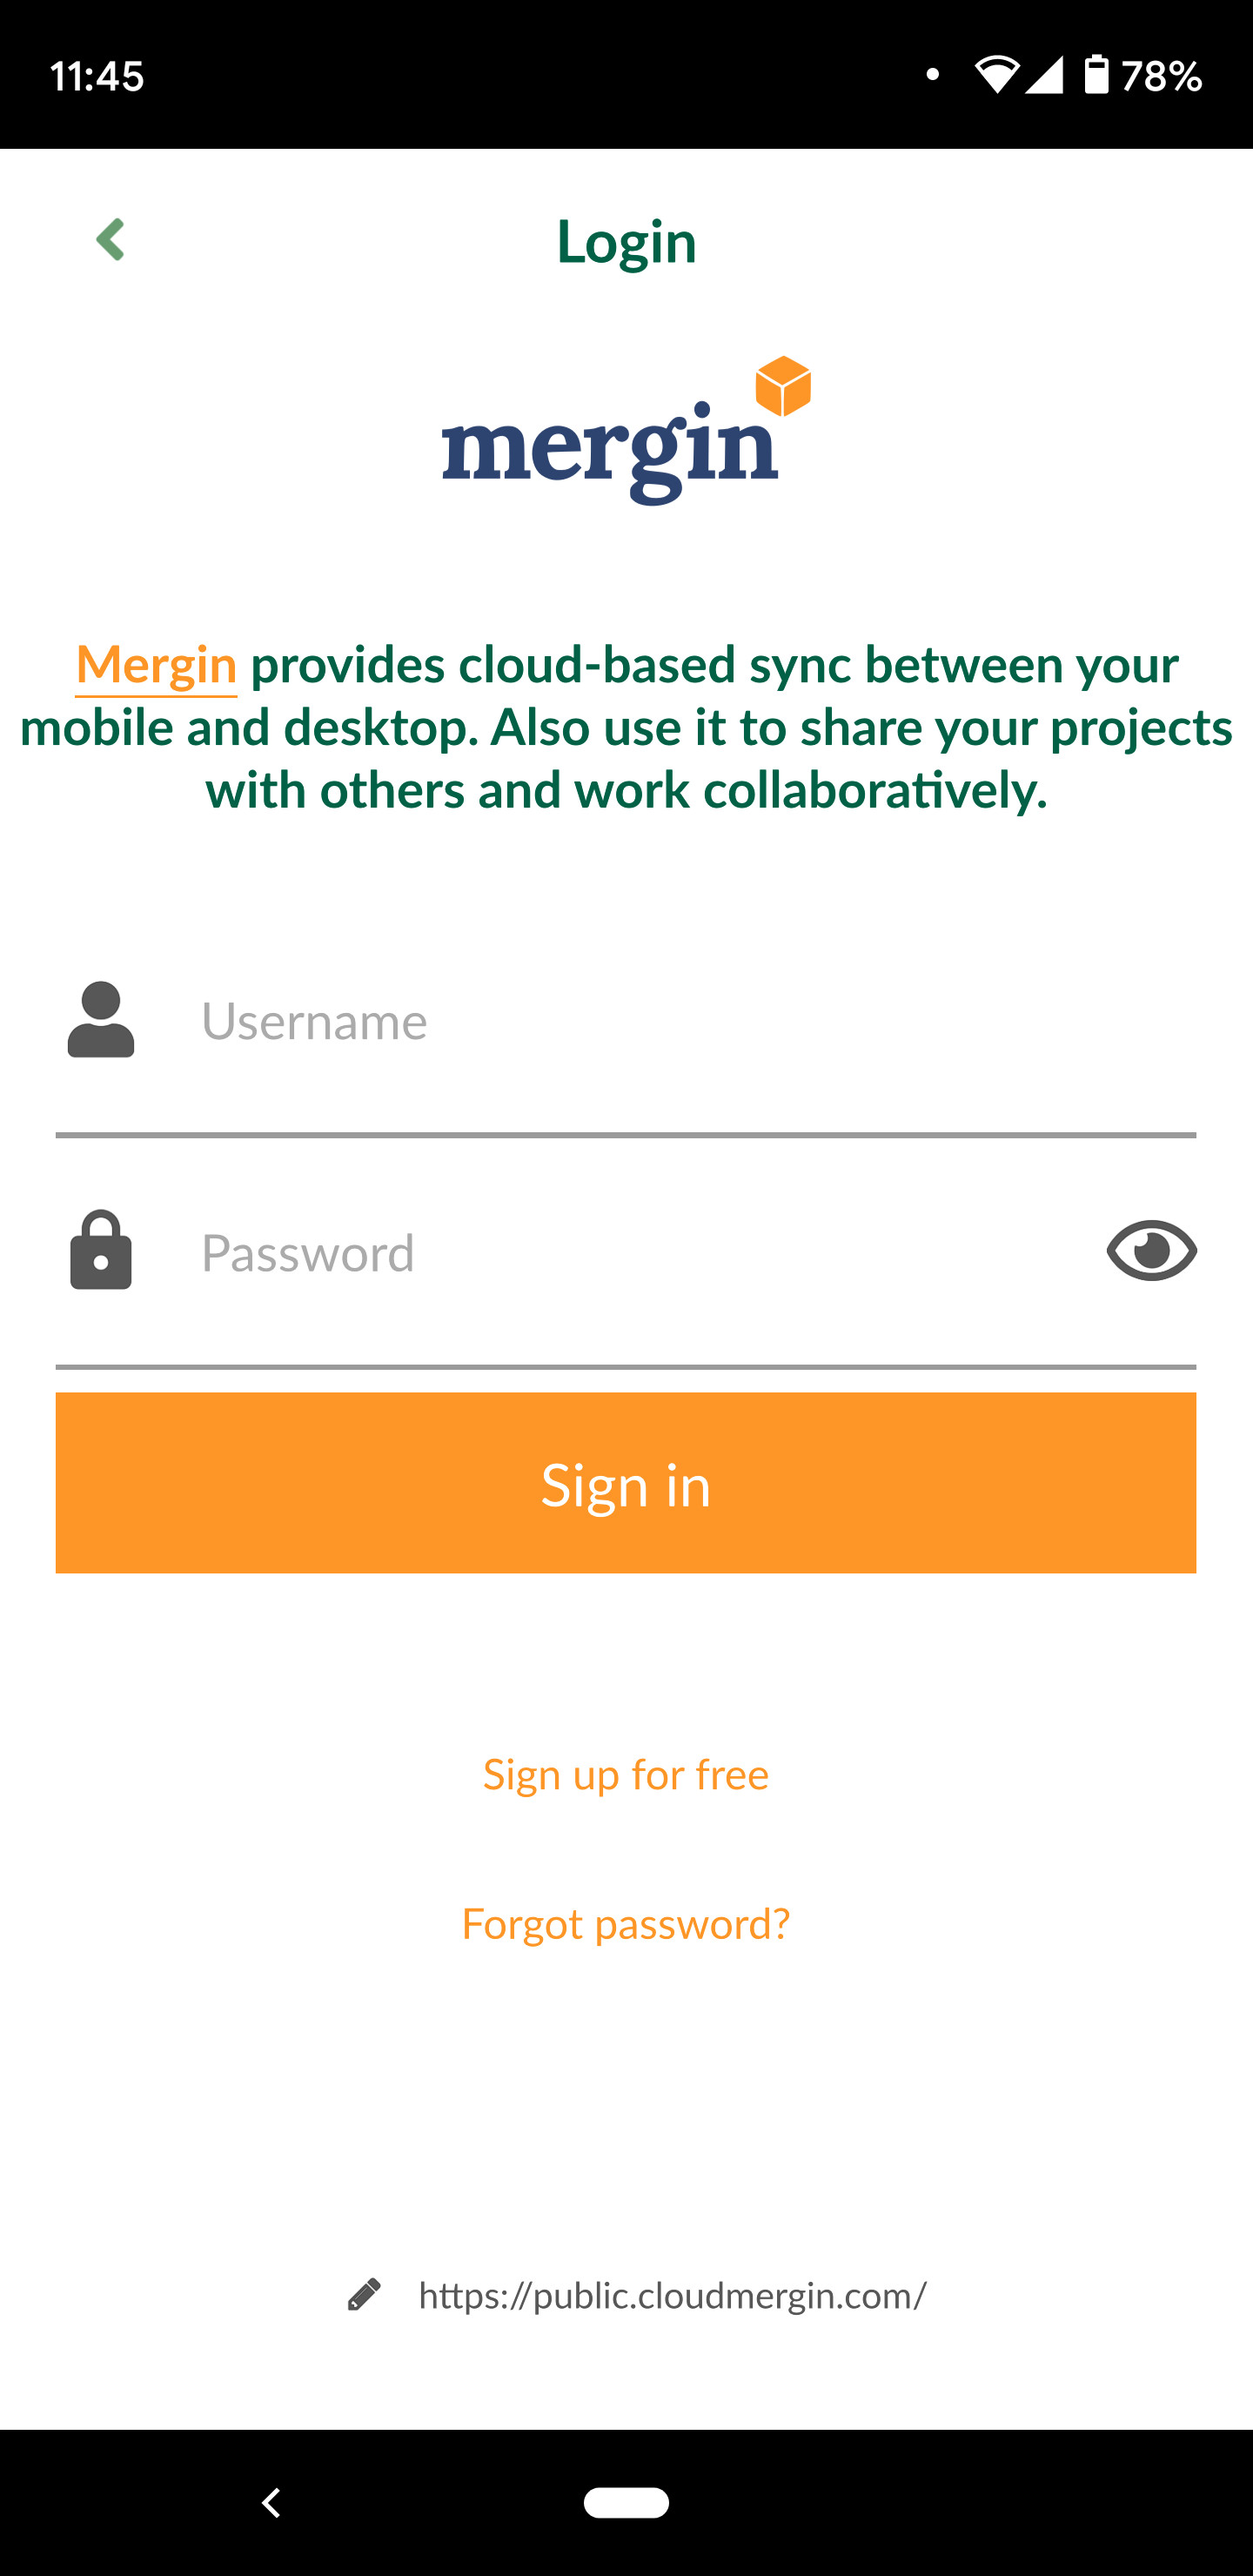 11:45 78%
Login
mergin
Mergin provides cloud-based sync between your
mobile and desktop. Also use it to share your projects
with others and work collaboratively.
Username
Password
Sign in
Sign up for free
Forgot password?
https://public.cloudmergin.com/